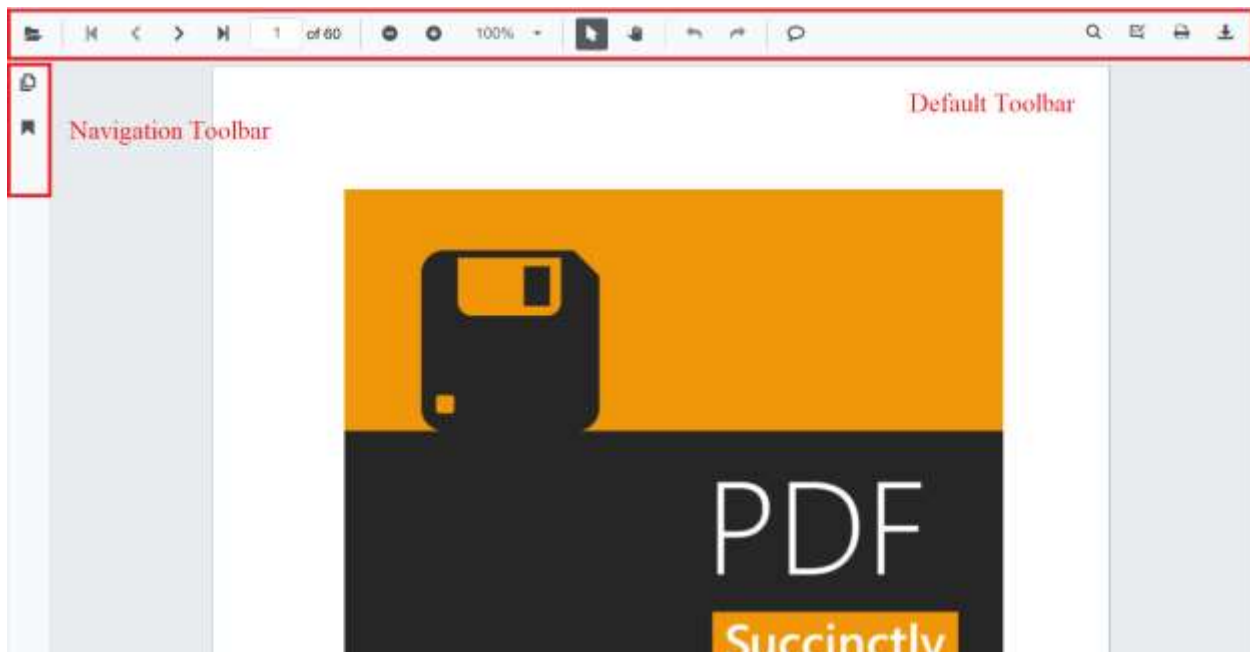 1 of 60 100%
Default Toolbar
Navigation Toolbar
PDF
Succinctly